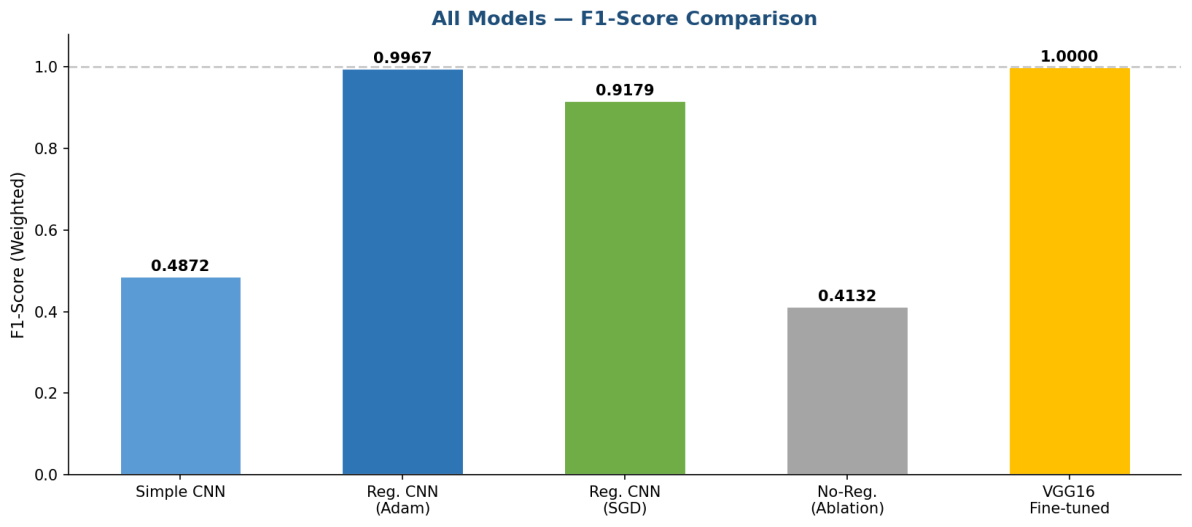 All Models — F1-Score Comparison
F1-Score (Weighted)
1.0
0.8
0.6
0.4
0.2
0.0
0.4872
0.9967
0.9179
0.4132
1.0000
Simple CNN
Reg. CNN
(Adam)
Reg. CNN
(SGD)
No-Reg.
(Ablation)
VGG16
Fine-tuned